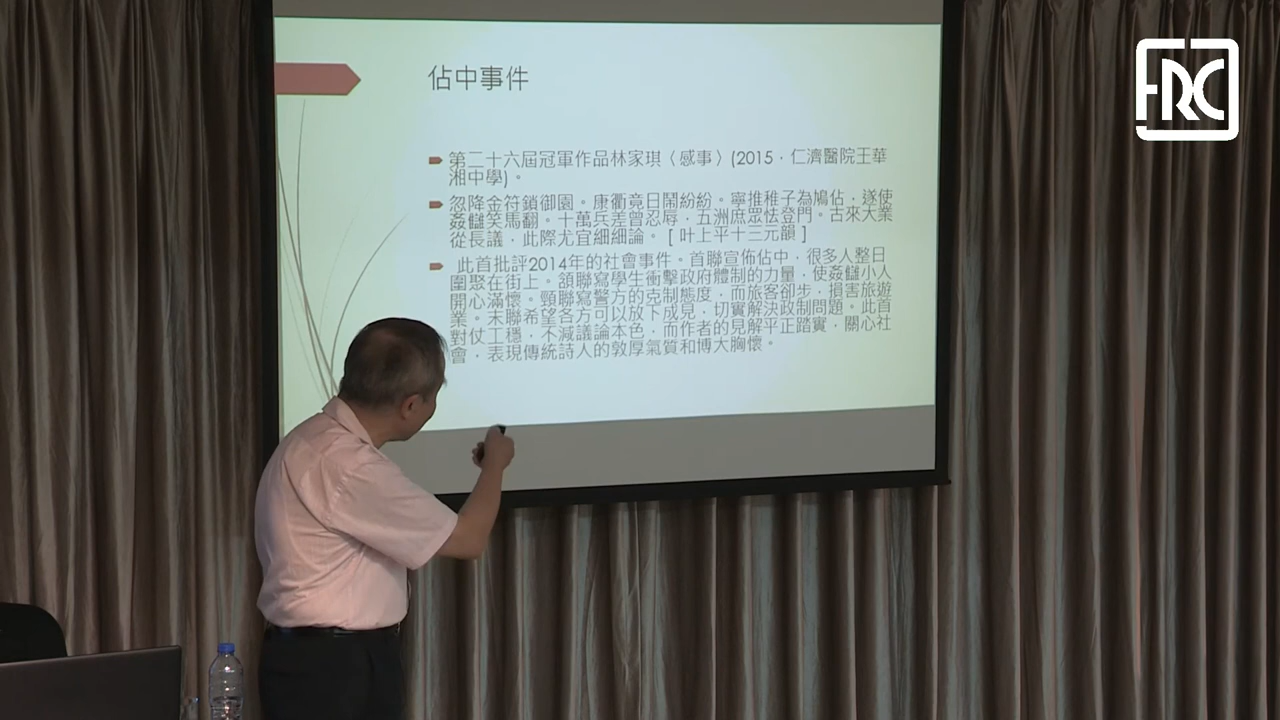 佔中事件
第二十六屆冠軍作品林家琪〈感事〉(2015，仁濟醫院王華
湘中學)。
忽降金符鎖御園。康衢竟日鬧紛紛。寧推稚子為鳩佔，遂使
姦讎笑馬翻。十萬兵差曾忍辱，五洲庶眾怯登門。古來大業
從長議，此際尤宜細細論。 [ 叶上平十三元韻 ]
此首批評2014年的社會事件。首聯宣佈佔中，很多人整日
圍聚在街上。頷聯寫學生衝擊政府體制的力量，使姦讎小人
開心滿懷。頸聯寫警方的克制態度，而旅客卻步，損害旅遊
業。末聯希望各方可以放下成見，切實解決政制問題。此首
對仗工穩，不減議論本色，而作者的見解平正踏實，關心社
會，表現傳統詩人的敦厚氣質和博大胸懷。
FRC